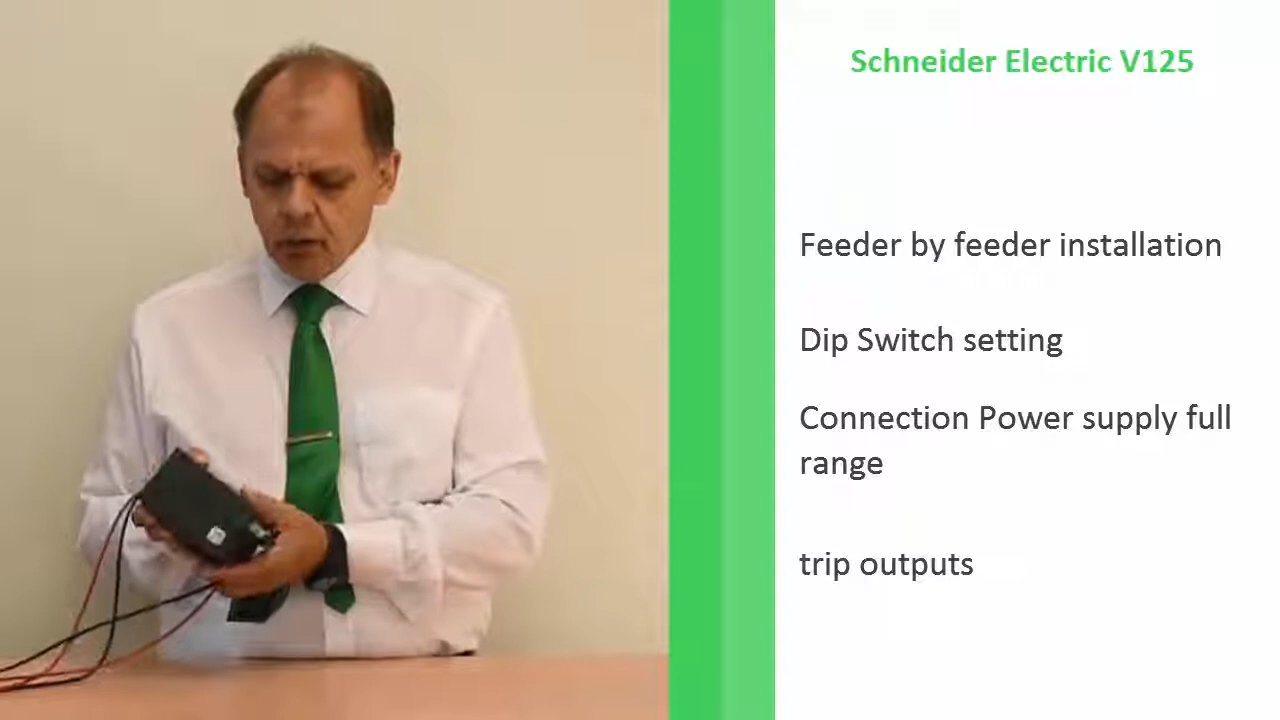 Schneider Electric V125
Feeder by feeder installation
Dip Switch setting
Connection Power supply full
range
trip outputs